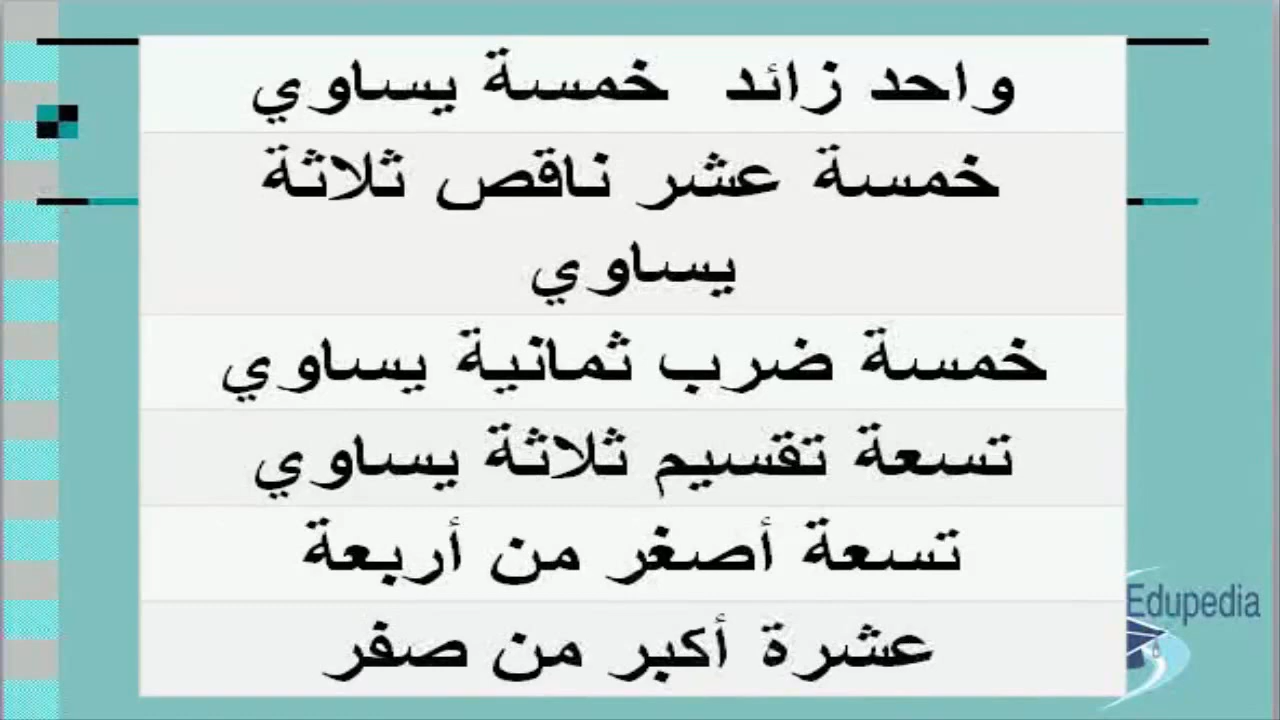 واحد زائد خمسة يساوي
خمسة عشر ناقص ثلاثة
يساوي
خمسة ضرب ثمانية يساوي
تسعة تقسيم ثلاثة يساوي
تسعة أصغر من أربعة
عشرة أكبر من صفر
Edupedia